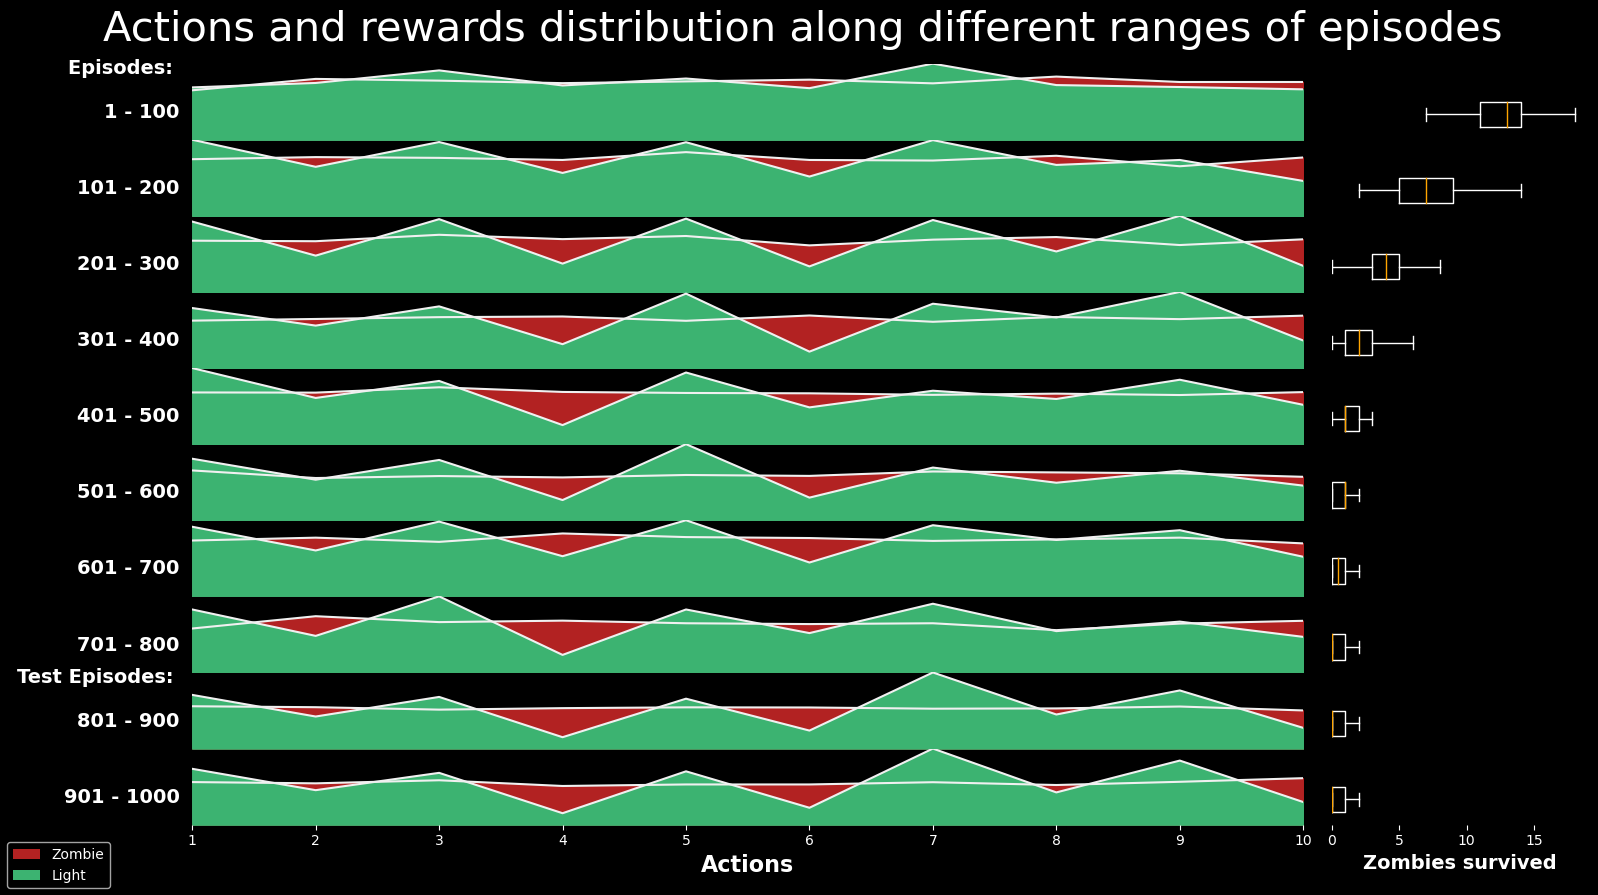 Actions and rewards distribution along different ranges of episodes
Episodes:
1 - 100
101 - 200
201 - 300
301 - 400
401 - 500
501 - 600
601 - 700
701 - 800
Test Episodes:
801 - 900
901 - 1000
1 2 3 4 5 6 7 8 9 10
0 5 10 15
Actions
Zombies survived
Zombie
Light